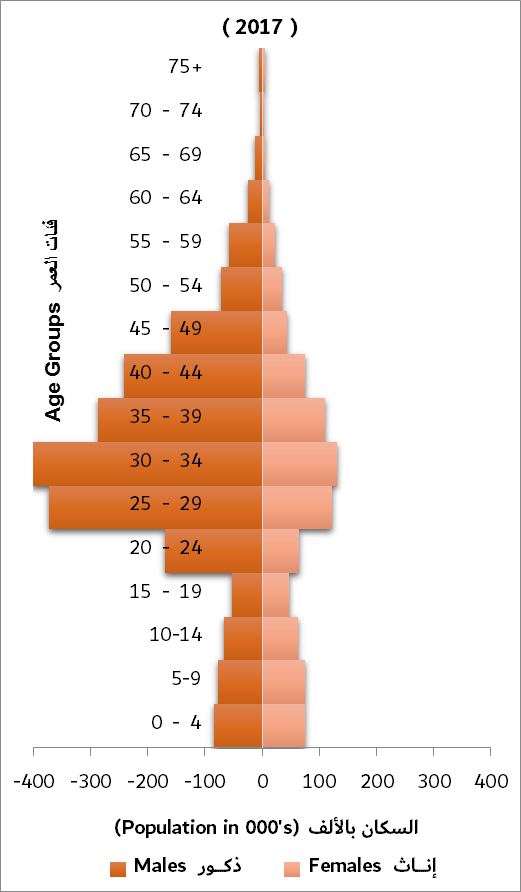 ( 2017 )
75+
70 - 74
65 - 69
60 - 64
55 - 59
50 - 54
45 - 49
40 - 44
35 - 39
30 - 34
25 - 29
20 - 24
15 - 19
10-14
5-9
0 - 4
Age Groups فئات العمر
-400 -300 -200 -100 0 100 200 300 400
السكان بالألف (Population in 000's)
Males ذكــور Females إنــاث